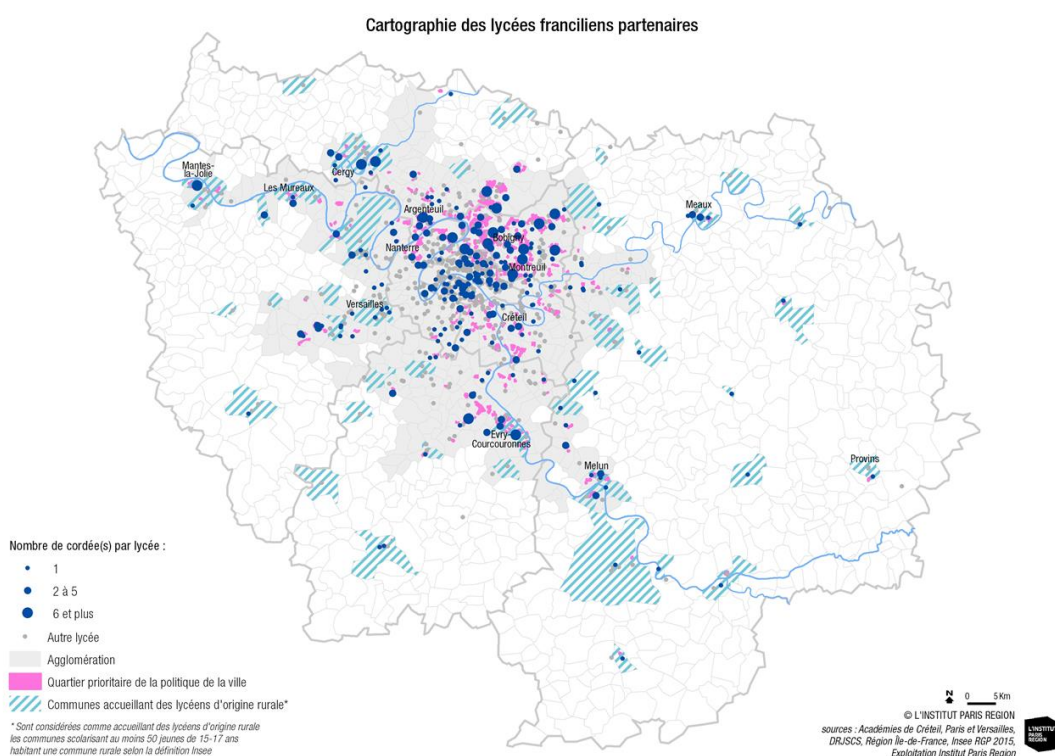 Cartographie des lycées franciliens partenaires
Mantes-
la-Jolie
Les Mureaux
Cergy
Argenteuil
Nanterre
Bobigny
Montreuil
Meaux
Versailles
Créteil
Evry-
Courcouronnes
Melun
Provins
Nombre de cordée(s) par lycée :
1
2 à 5
6 et plus
Autre lycée
Agglomération
Quartier prioritaire de la politique de la ville
Communes accueillant des lycéens d'origine rurale*
* Sont considérées comme accueillant des lycéens d'origine rurale
les communes scolarisant au moins 50 jeunes de 15-17 ans
habitant une commune rurale selon la définition Insee
N 0 5 Km
© L'INSTITUT PARIS REGION
sources : Académies de Créteil, Paris et Versailles,
DRJSCS, Région Île-de-France, Insee RGP 2015,
Exploitation Institut Paris Region
L'INSTITUT
PARIS
REGION